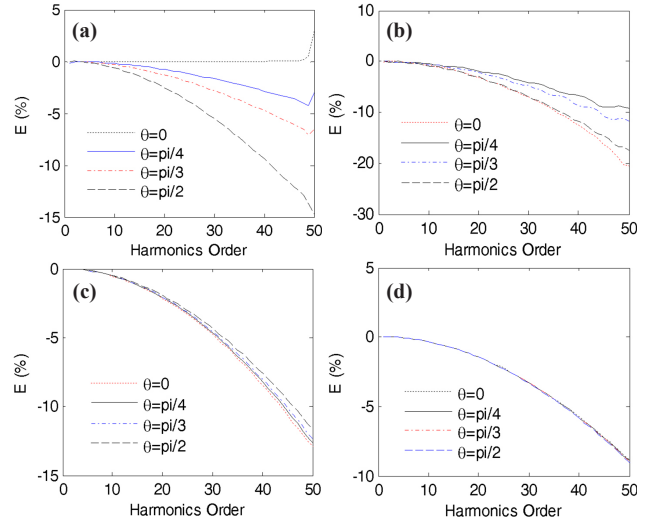 (a)
5
0
-5
-10
-15
E (%)
θ=0
θ=pi/4
θ=pi/3
θ=pi/2
0 10 20 30 40 50
Harmonics Order
(b)
10
0
-10
-20
-30
E (%)
θ=0
θ=pi/4
θ=pi/3
θ=pi/2
0 10 20 30 40 50
Harmonics Order
(c)
0
-5
-10
-15
E (%)
θ=0
θ=pi/4
θ=pi/3
θ=pi/2
0 10 20 30 40 50
Harmonics Order
(d)
5
0
-5
-10
E (%)
θ=0
θ=pi/4
θ=pi/3
θ=pi/2
0 10 20 30 40 50
Harmonics Order